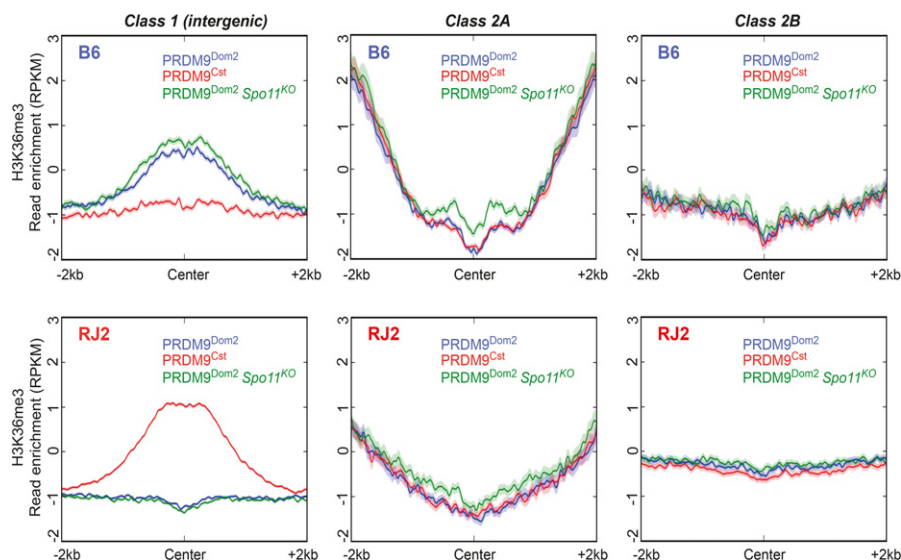 Class 1 (intergenic)
Class 2A
Class 2B
H3K36me3
Read enrichment (RPKM)
3
2
1
0
-1
-2
B6
PRDM9Dom2
PRDM9Cst
PRDM9Dom2 Spo11KO
-2kb
Center
+2kb
3
2
1
0
-1
-2
B6
PRDM9Dom2
PRDM9Cst
PRDM9Dom2 Spo11KO
-2kb
Center
+2kb
3
2
1
0
-1
-2
B6
PRDM9Dom2
PRDM9Cst
PRDM9Dom2 Spo11KO
-2kb
Center
+2kb
H3K36me3
Read enrichment (RPKM)
3
2
1
0
-1
-2
RJ2
PRDM9Dom2
PRDM9Cst
PRDM9Dom2 Spo11KO
-2kb
Center
+2kb
3
2
1
0
-1
-2
RJ2
PRDM9Dom2
PRDM9Cst
PRDM9Dom2 Spo11KO
-2kb
Center
+2kb
3
2
1
0
-1
-2
RJ2
PRDM9Dom2
PRDM9Cst
PRDM9Dom2 Spo11KO
-2kb
Center
+2kb